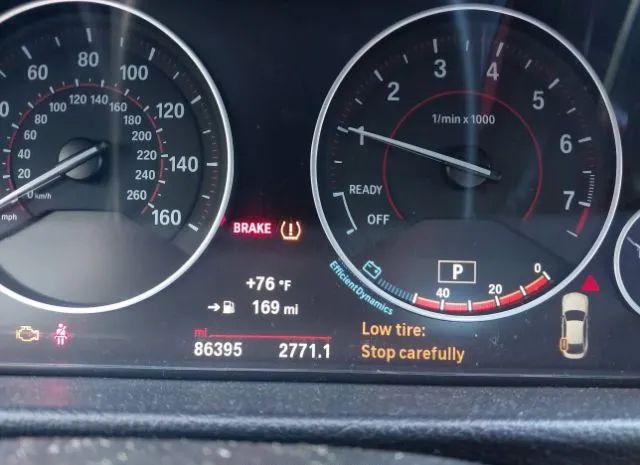 60 80 100 120 140 160
mph
0 km/h 20 40 60 80 100 120 140 160 180 200 220 240 260
1 2 3 4 5 6 7
1/min x 1000
READY
OFF
BRAKE
+76 °F
169 mi
mi
86395 2771.1
EfficientDynamics
P
40 20 0
Low tire:
Stop carefully